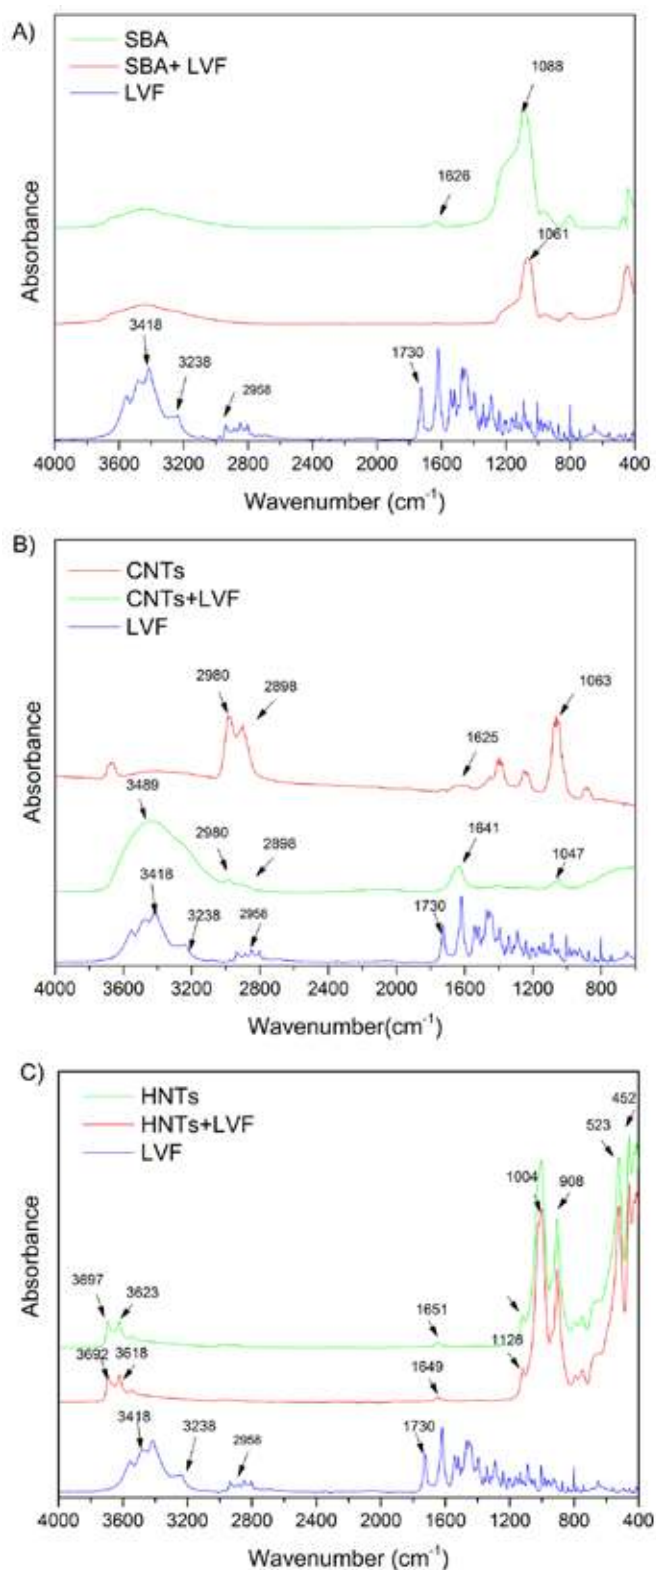 A)
SBA
SBA+ LVF
LVF
1088
1626
1061
3418
3238
2958
1730
Absorbance
4000 3600 3200 2800 2400 2000 1600 1200 800 400
Wavenumber (cm-1)
B)
CNTs
CNTs+LVF
LVF
2980
2898
1063
1625
3489
2980
2898
1641
1047
3418
3238
2958
1730
Absorbance
4000 3600 3200 2800 2400 2000 1600 1200 800
Wavenumber(cm-1)
C)
HNTs
HNTs+LVF
LVF
452
523
1004
908
3697
3623
1651
3692
3618
1649
1126
3418
3238
2958
1730
Absorbance
4000 3600 3200 2800 2400 2000 1600 1200 800 400
Wavenumber (cm-1)